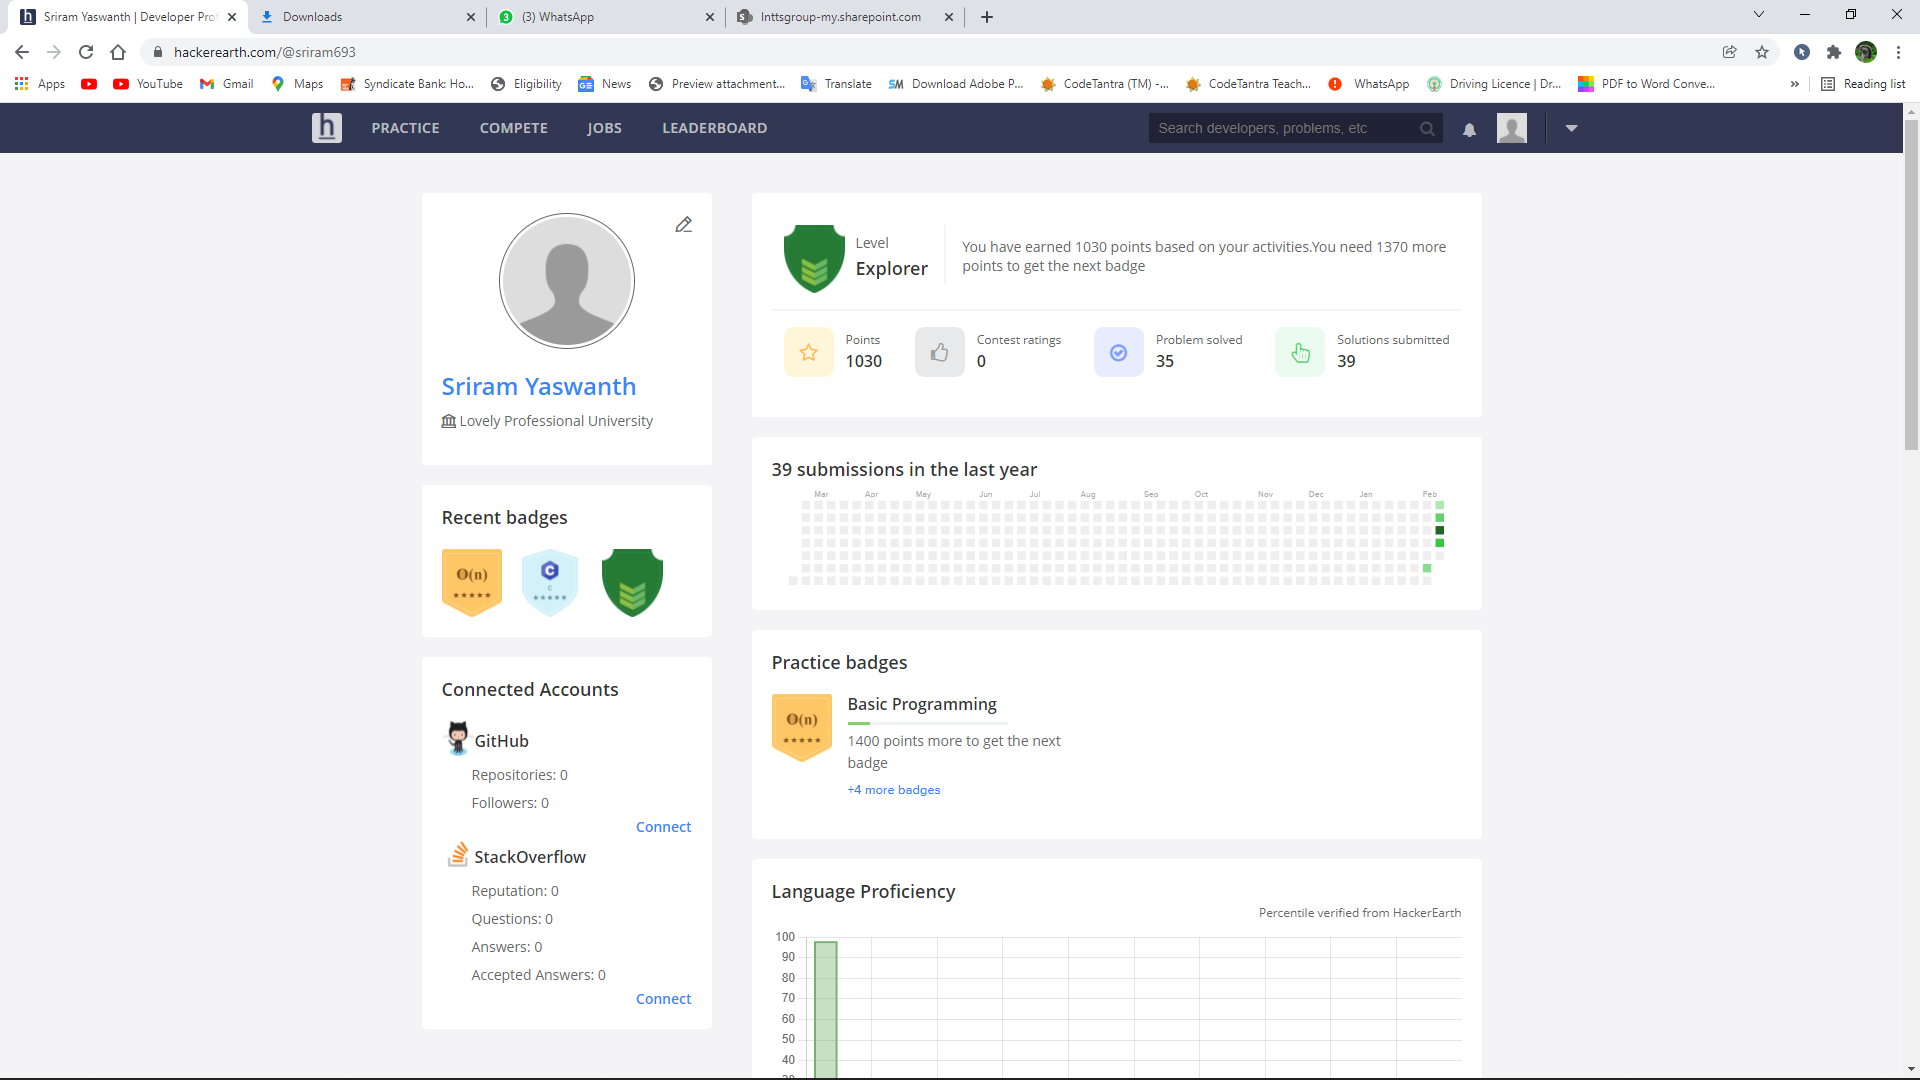 Sriram Yaswanth | Developer Prof
Downloads
(3) WhatsApp
lnttsgroup-my.sharepoint.com
hackerearth.com/@sriram693
Apps
YouTube
Gmail
Maps
Syndicate Bank: Ho...
Eligibility
News
Preview attachment...
Translate
Download Adobe P...
CodeTantra (TM) -...
CodeTantra Teach...
WhatsApp
Driving Licence | Dr...
PDF to Word Conve...
»
Reading list
h PRACTICE COMPETE JOBS LEADERBOARD
Search developers, problems, etc
Sriram Yaswanth
Lovely Professional University
Recent badges
O(n)
C
C
Connected Accounts
GitHub
Repositories: 0
Followers: 0
Connect
StackOverflow
Reputation: 0
Questions: 0
Answers: 0
Accepted Answers: 0
Connect
Level
Explorer
You have earned 1030 points based on your activities.You need 1370 more
points to get the next badge
Points
1030
Contest ratings
0
Problem solved
35
Solutions submitted
39
39 submissions in the last year
Mar Apr May Jun Jul Aug Sep Oct Nov Dec Jan Feb
Practice badges
O(n)
Basic Programming
1400 points more to get the next
badge
+4 more badges
Language Proficiency
Percentile verified from HackerEarth
100
90
80
70
60
50
40